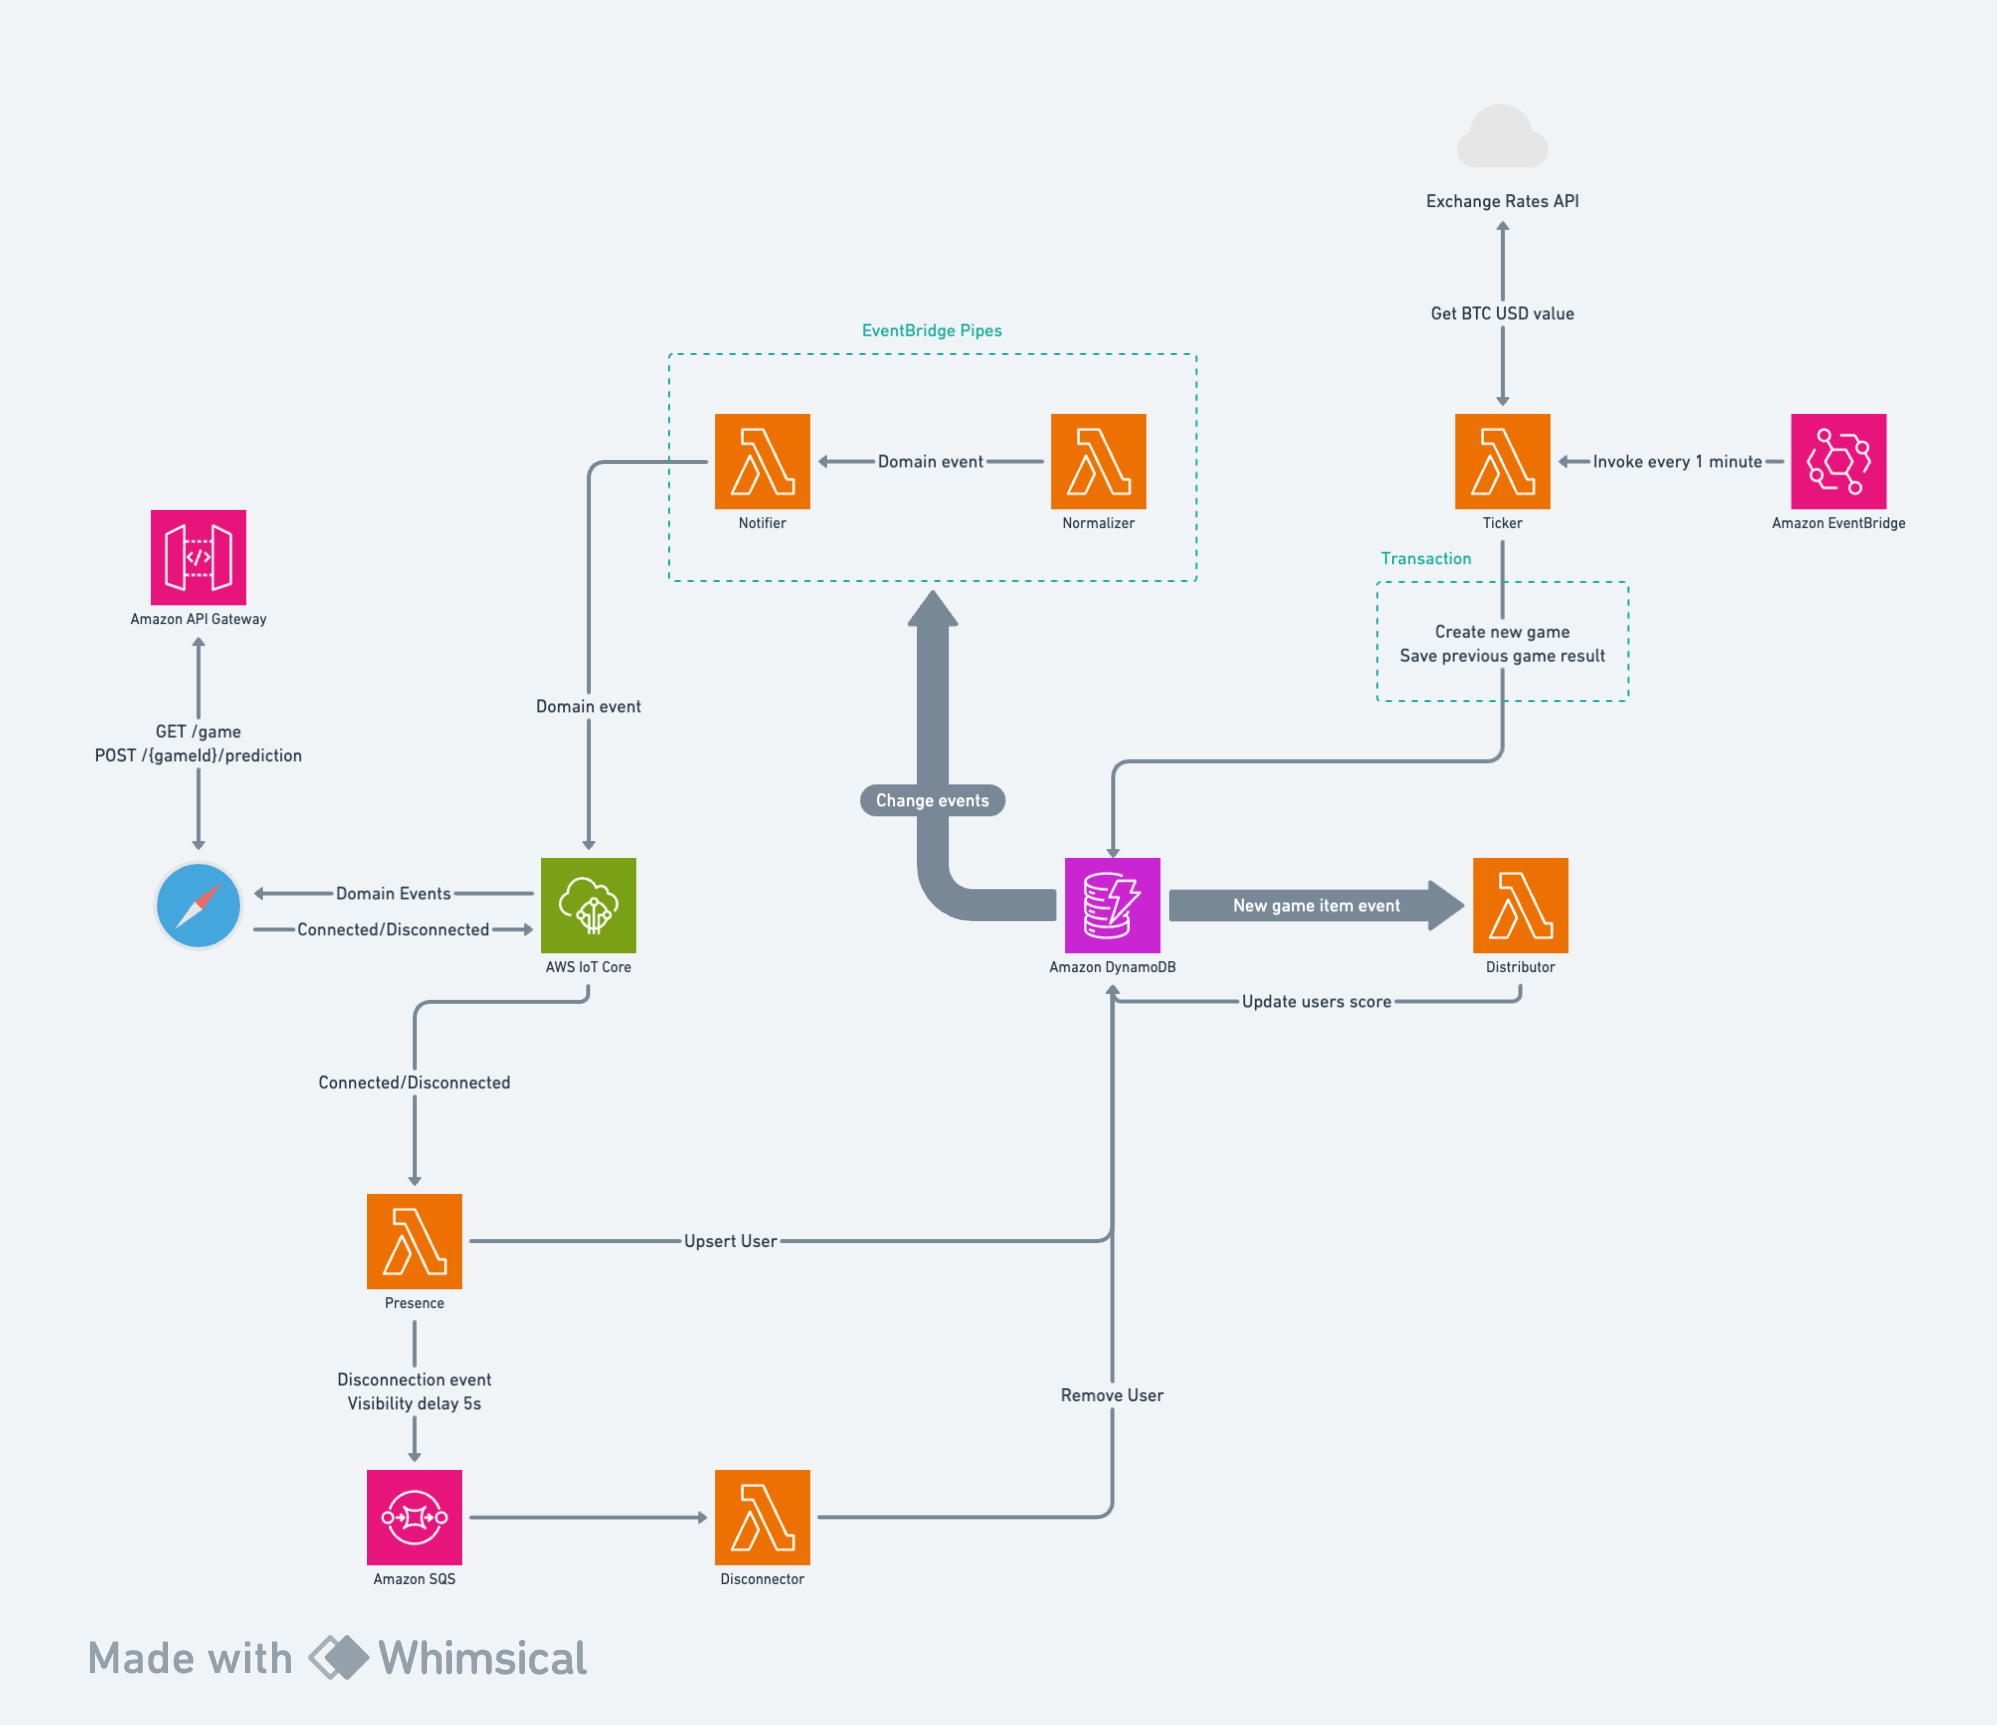 Exchange Rates API
Get BTC USD value
EventBridge Pipes
Domain event
Invoke every 1 minute
Notifier
Normalizer
Ticker
Amazon EventBridge
Transaction
Amazon API Gateway
Create new game
Save previous game result
Domain event
GET /game
POST /{gameId}/prediction
Change events
Domain Events
Connected/Disconnected
New game item event
AWS IoT Core
Amazon DynamoDB
Distributor
Update users score
Connected/Disconnected
Upsert User
Presence
Disconnection event
Visibility delay 5s
Remove User
Amazon SQS
Disconnector
Made with Whimsical